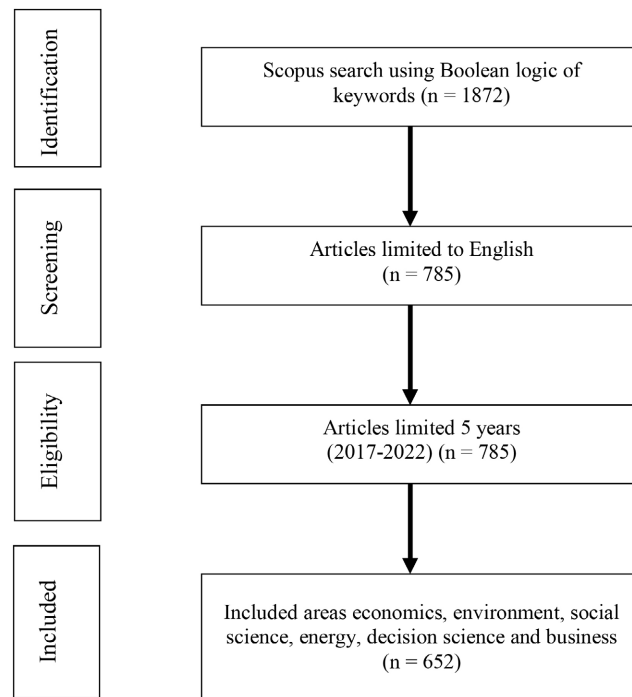 Identification
Scopus search using Boolean logic of
keywords (n = 1872)
Screening
Articles limited to English
(n = 785)
Eligibility
Articles limited 5 years
(2017-2022) (n = 785)
Included
Included areas economics, environment, social
science, energy, decision science and business
(n = 652)